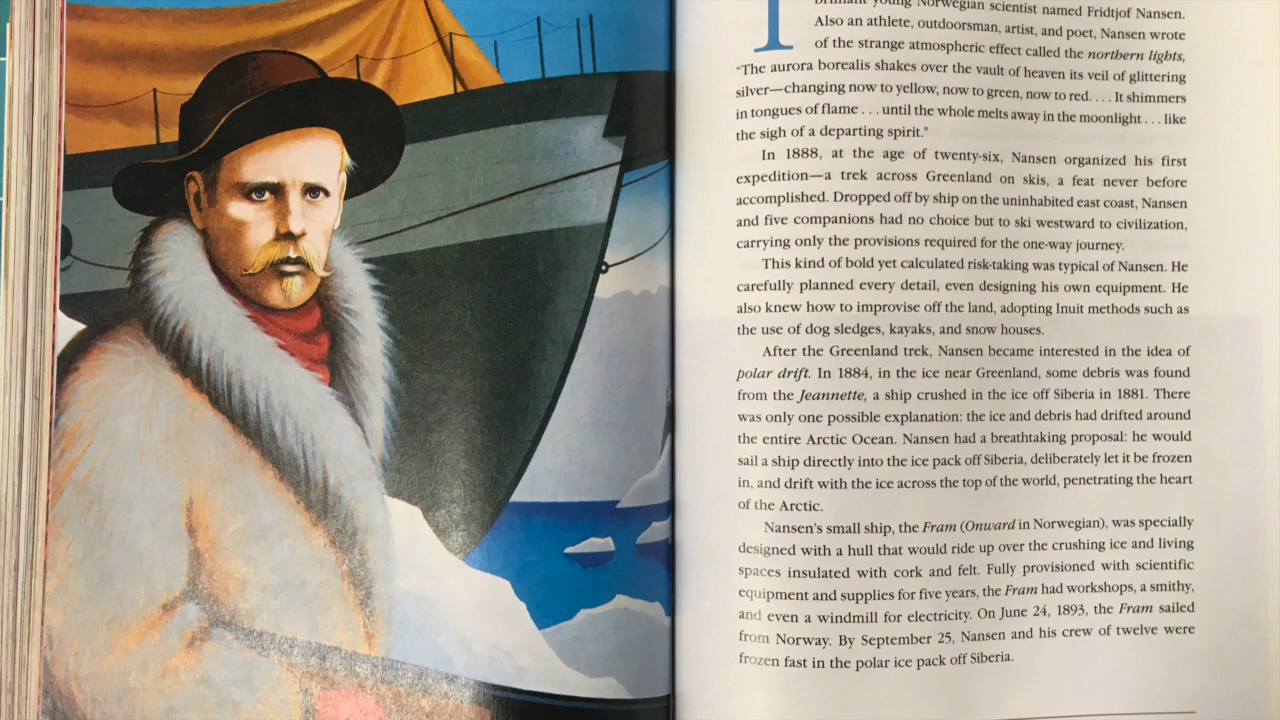 brilliant young Norwegian scientist named Fridtjof Nansen.
Also an athlete, outdoorsman, artist, and poet, Nansen wrote
of the strange atmospheric effect called the northern lights,
"The aurora borealis shakes over the vault of heaven its veil of glittering
silver—changing now to yellow, now to green, now to red. . . . It shimmers
in tongues of flame . . . until the whole melts away in the moonlight . . . like
the sigh of a departing spirit."
In 1888, at the age of twenty-six, Nansen organized his first
expedition—a trek across Greenland on skis, a feat never before
accomplished. Dropped off by ship on the uninhabited east coast, Nansen
and five companions had no choice but to ski westward to civilization,
carrying only the provisions required for the one-way journey.
This kind of bold yet calculated risk-taking was typical of Nansen. He
carefully planned every detail, even designing his own equipment. He
also knew how to improvise off the land, adopting Inuit methods such as
the use of dog sledges, kayaks, and snow houses.
After the Greenland trek, Nansen became interested in the idea of
polar drift. In 1884, in the ice near Greenland, some debris was found
from the Jeannette, a ship crushed in the ice off Siberia in 1881. There
was only one possible explanation: the ice and debris had drifted around
the entire Arctic Ocean. Nansen had a breathtaking proposal: he would
sail a ship directly into the ice pack off Siberia, deliberately let it be frozen
in, and drift with the ice across the top of the world, penetrating the heart
of the Arctic.
Nansen's small ship, the Fram (Onward in Norwegian), was specially
designed with a hull that would ride up over the crushing ice and living
spaces insulated with cork and felt. Fully provisioned with scientific
equipment and supplies for five years, the Fram had workshops, a smithy,
and even a windmill for electricity. On June 24, 1893, the Fram sailed
from Norway. By September 25, Nansen and his crew of twelve were
frozen fast in the polar ice pack off Siberia.